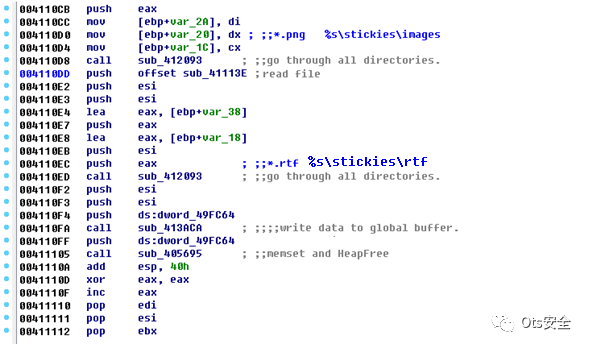 004110CB push eax
004110CC mov [ebp+var_2A], di
004110D0 mov [ebp+var_20], dx ; ;;*.png %s\stickies\images
004110D4 mov [ebp+var_1C], cx
004110D8 call sub_412093 ; ;;go through all directories.
004110DD push offset sub_41113E ;read file
004110E2 push esi
004110E3 push esi
004110E4 lea eax, [ebp+var_38]
004110E7 push eax
004110E8 lea eax, [ebp+var_18]
004110EB push esi
004110EC push eax ; ;;*.rtf %s\stickies\rtf
004110ED call sub_412093 ; ;;go through all directories.
004110F2 push esi
004110F3 push esi
004110F4 push ds:dword_49FC64
004110FA call sub_413ACA ; ;;;;write data to global buffer.
004110FF push ds:dword_49FC64
00411105 call sub_405695 ; ;;memset and HeapFree
0041110A add esp, 40h
0041110D xor eax, eax
0041110F inc eax
00411110 pop edi
00411111 pop esi
00411112 pop ebx
Ots安全